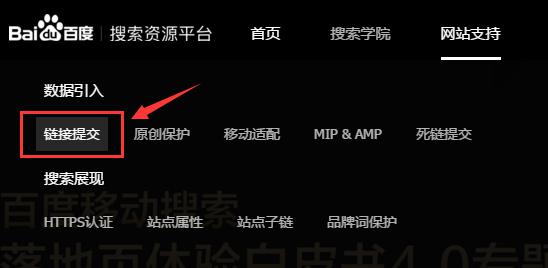 Bai百度 搜索资源平台 首页 搜索学院 网站支持
数据引入
链接提交 原创保护 移动适配 MIP & AMP 死链提交
搜索展现
百度移动搜索
HTTPS认证 站点属性 站点子链 品牌词保护
落地页体验白皮书4.0专题